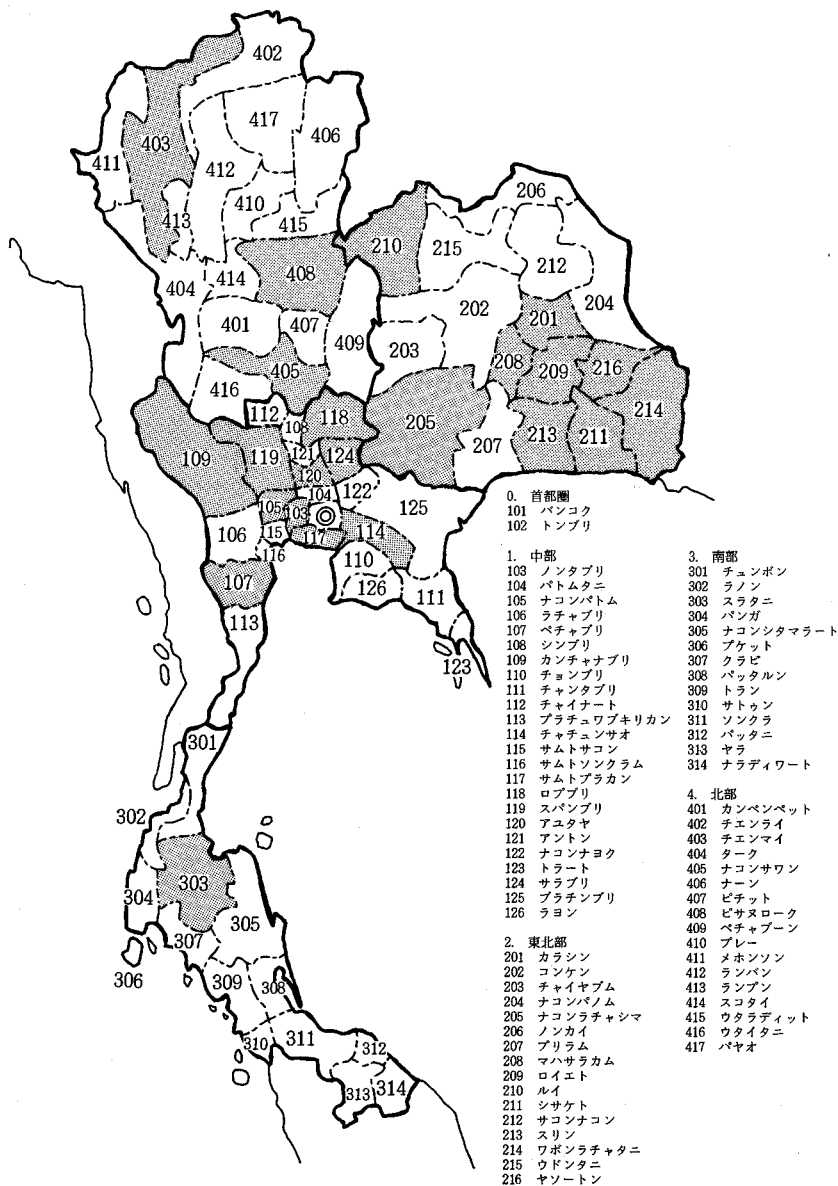 402
417
406
403
411
412
410
413
415
206
210
215
212
404
414
408
204
202
401
407
409
201
203
208
216
405
209
416
214
112
118
205
108
207
213
211
109
119
121
124
120
104
122
125
105
103
106
115
117
114
116
110
107
126
111
113
123
301
302
303
304
305
307
306
309
308
310
311
312
313
314
0. 首都圏
101 バンコク
102 トンブリ
1. 中部
103 ノンタブリ
104 パトムタニ
105 ナコンパトム
106 ラチャブリ
107 ペチャブリ
108 シンブリ
109 カンチャナブリ
110 チョンブリ
111 チャンタブリ
112 チャイナート
113 プラチュワブキリカン
114 チャチュンサオ
115 サムトサコン
116 サムトソンクラム
117 サムトプラカン
118 ロブブリ
119 スパンブリ
120 アユタヤ
121 アントン
122 ナコンナヨク
123 トラート
124 サラブリ
125 プラチンブリ
126 ラヨン
2. 東北部
201 カラシン
202 コンケン
203 チャイヤプム
204 ナコンパノム
205 ナコンラチャシマ
206 ノンカイ
207 ブリラム
208 マハサラカム
209 ロイエト
210 ルイ
211 シサケト
212 サコンナコン
213 スリン
214 ワボンラチャタニ
215 ウドンタニ
216 ヤソートン
3. 南部
301 チュンポン
302 ラノン
303 スラタニ
304 パンガ
305 ナコンシタマラート
306 プケット
307 クラビ
308 パッタルン
309 トラン
310 サトゥン
311 ソンクラ
312 パッタニ
313 ヤラ
314 ナラディワート
4. 北部
401 カンペンペット
402 チエンライ
403 チエンマイ
404 ターク
405 ナコンサワン
406 ナーン
407 ピチット
408 ピサヌローク
409 ペチャブーン
410 プレー
411 メホンソン
412 ランパン
413 ランプン
414 スコタイ
415 ウタラディット
416 ウタイタニ
417 パヤオ